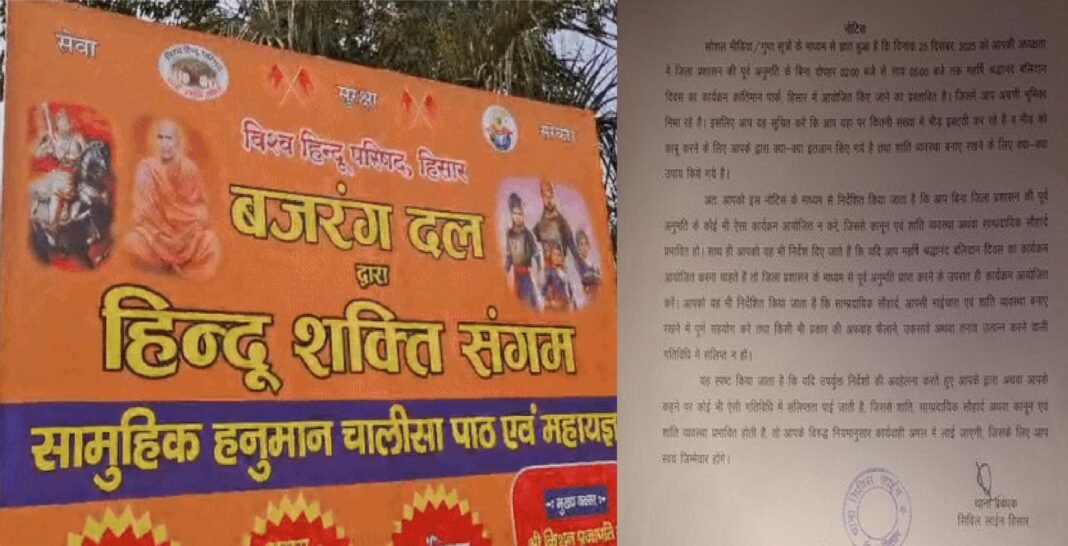 सेवा
सुरक्षा
संस्कार
विश्व हिन्दू परिषद, हिसार
बजरंग दल
द्वारा
हिन्दू शक्ति संगम
सामुहिक हनुमान चालीसा पाठ एवं महायज्ञ
मुख्य वक्ता
श्री
नोटिस
सोशल मीडिया/गुप्त सूत्रों के माध्यम से ज्ञात हुआ है कि दिनांक 25 दिसंबर, 2025 को आपकी अध्यक्षता
में जिला प्रशासन की पूर्व अनुमति के बिना दोपहर 02:00 बजे से सायं 05:00 बजे तक महर्षि श्रद्धानंद बलिदान
दिवस का कार्यक्रम क्रांतिमान पार्क, हिसार में आयोजित किए जाने का प्रस्तावित है। जिसमें आप अग्रणी भूमिका
निभा रहे है। इसलिए आप यह सुचित करे कि आप यहा पर कितनी संख्या में भीड़ इक्ट्ठी कर रहे है व भीड़ को
काबू करने के लिए आपके द्वारा क्या-क्या इंतजाम किए गये है तथा शांति व्यवस्था बनाए रखने के लिए क्या-क्या
उपाय किये गये है।
अतः आपको इस नोटिस के माध्यम से निर्देशित किया जाता है कि आप बिना जिला प्रशासन की पूर्व
अनुमति के कोई भी ऐसा कार्यक्रम आयोजित न करे, जिससे कानून एवं शांति व्यवस्था अथवा साम्प्रदायिक सौहार्द
प्रभावित हो। साथ ही आपको यह भी निर्देश दिए जाते है कि यदि आप महर्षि श्रद्धानंद बलिदान दिवस का कार्यक्रम
आयोजित करना चाहते है तो जिला प्रशासन के माध्यम से पूर्व अनुमति प्राप्त करने के उपरांत ही कार्यक्रम आयोजित
करें। आपको यह भी निर्देशित किया जाता है कि साम्प्रदायिक सौहार्द, आपसी भाईचारा एवं शांति व्यवस्था बनाए
रखने में पूर्ण सहयोग करे तथा किसी भी प्रकार की अफवाह फैलाने, उकसावे अथवा तनाव उत्पन्न करने वाली
गतिविधि में संलिप्त न हो।
यह स्पष्ट किया जाता है कि यदि उपर्युक्त निर्देशों की अवहेलना करते हुए आपके द्वारा अथवा आपके
कहने पर कोई भी ऐसी गतिविधि में संलिप्तता पाई जाती है, जिससे शांति, साम्प्रदायिक सौहार्द अथवा कानून एवं
शांति व्यवस्था प्रभावित होती है, तो आपके विरुद्ध नियमानुसार कार्यवाही अमल में लाई जाएगी, जिसके लिए आप
स्वयं जिम्मेवार होंगे।
थाना प्रबंधक
सिविल लाईन हिसार